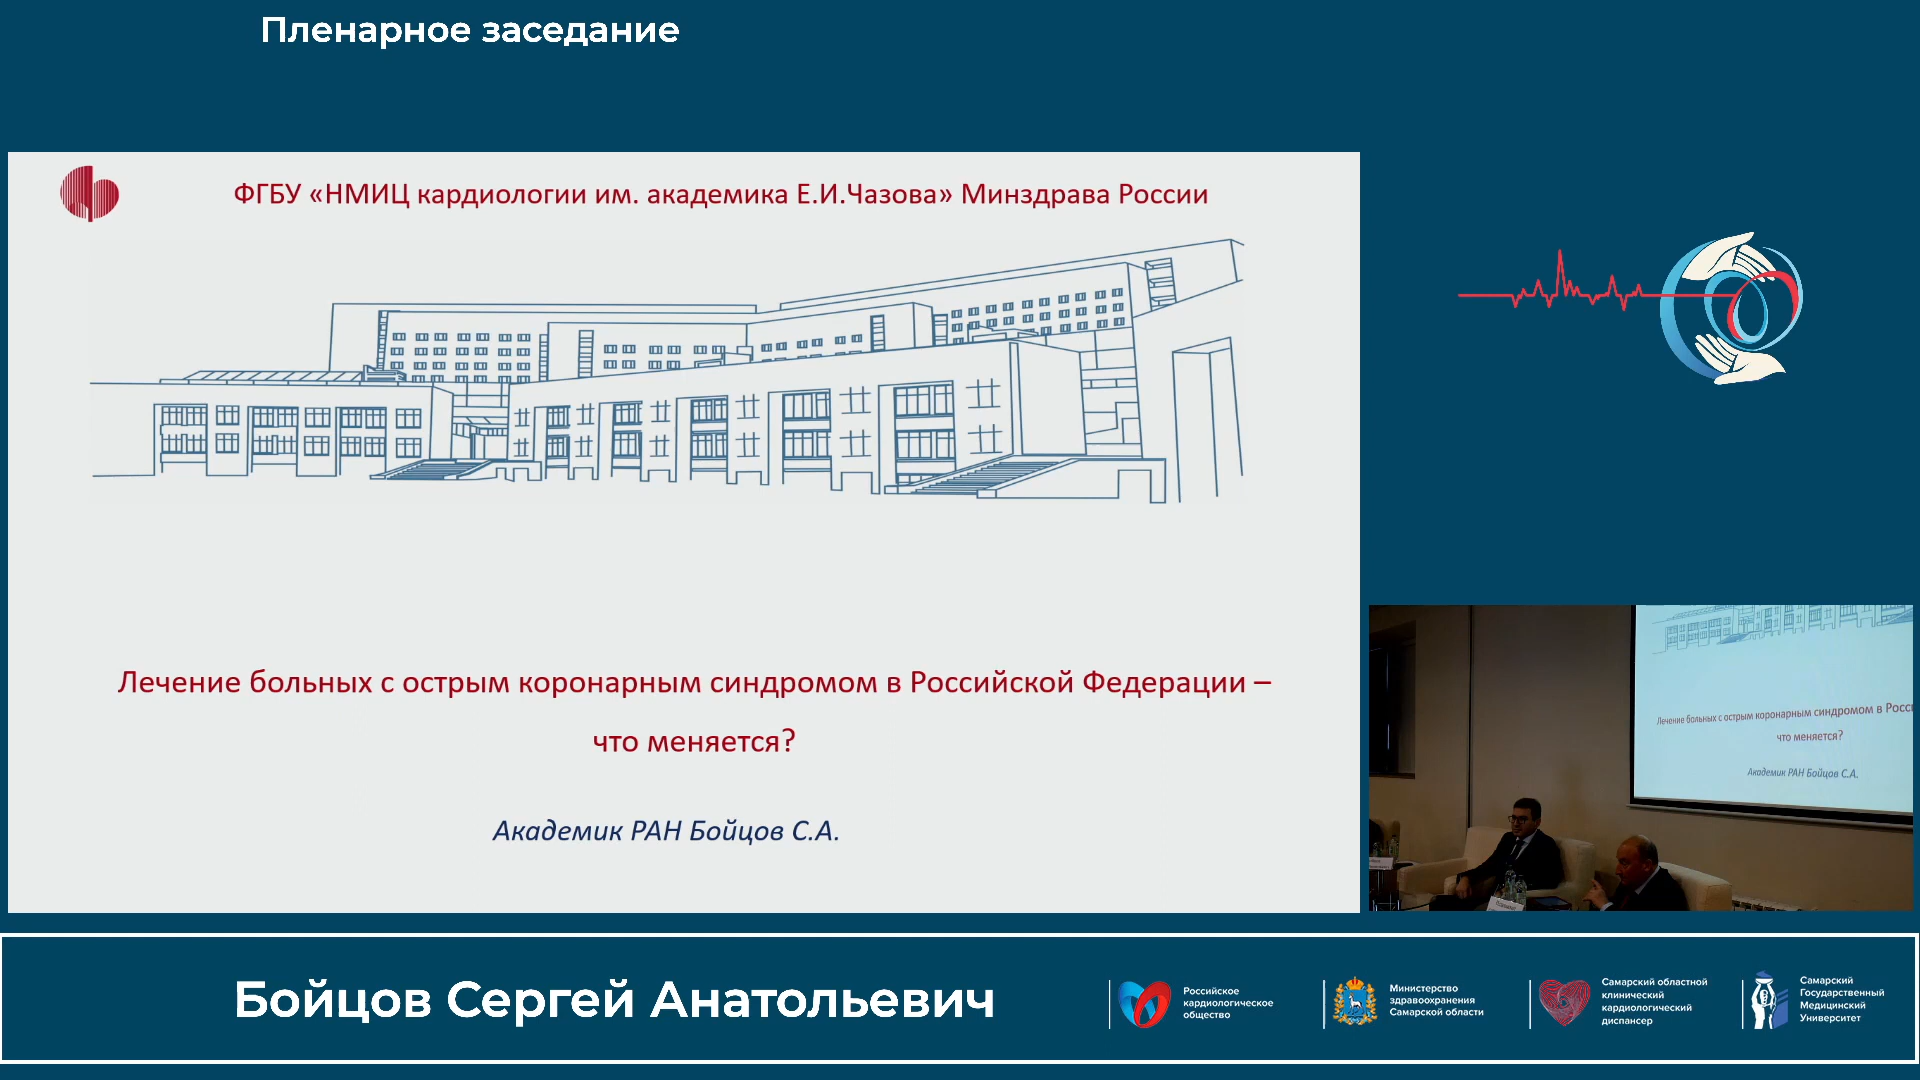 Пленарное заседание
ФГБУ «НМИЦ кардиологии им. академика Е.И.Чазова» Минздрава России
Лечение больных с острым коронарным синдромом в Российской Федерации –
что меняется?
Академик РАН Бойцов С.А.
Лечение больных с острым коронарным синдромом в Росс
что меняется?
Академик РАН Бойцов С.А.
Бойцов Сергей Анатольевич
Российское
кардиологическое
общество
Министерство
здравоохранения
Самарской области
Самарский областной
клинический
кардиологический
диспансер
Самарский
Государственный
Медицинский
Университет